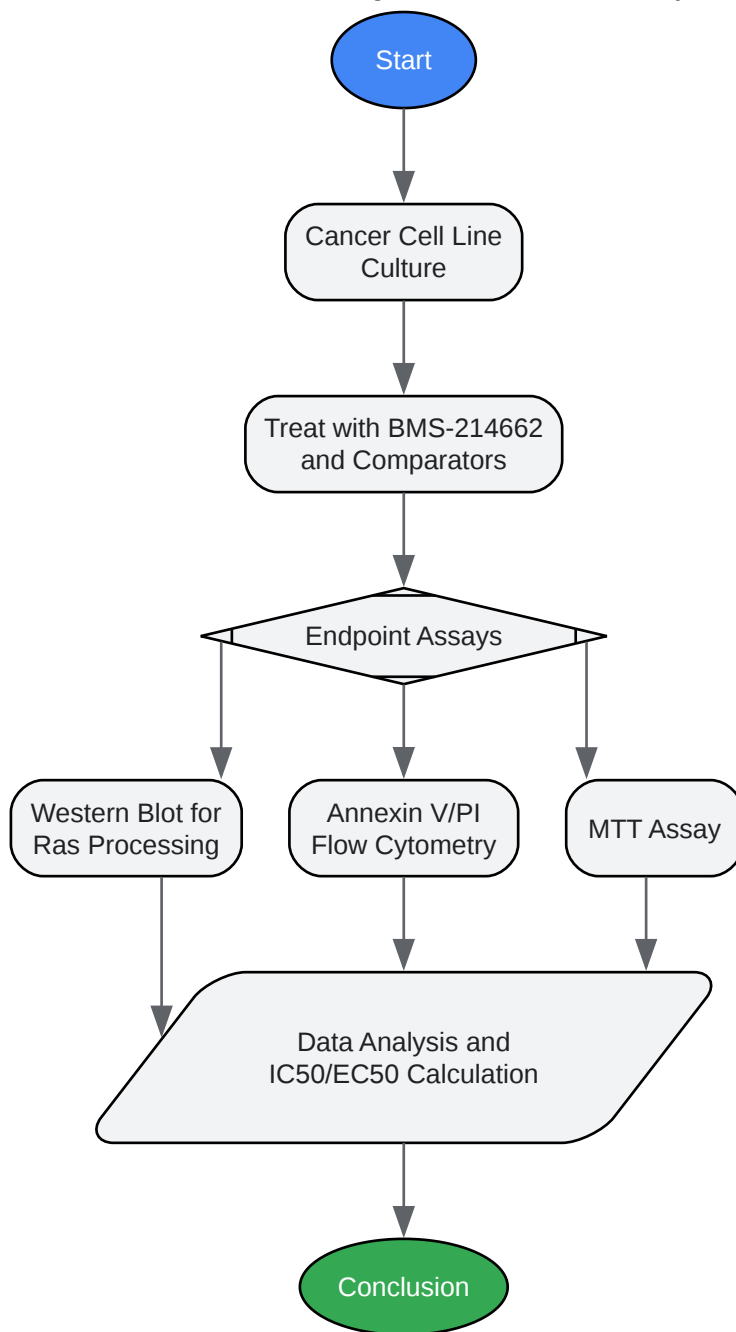 Start
Cancer Cell Line
Culture
Treat with BMS-214662
and Comparators
Endpoint Assays
Western Blot for
Ras Processing
Annexin V/PI
Flow Cytometry
MTT Assay
Data Analysis and
IC50/EC50 Calculation
Conclusion